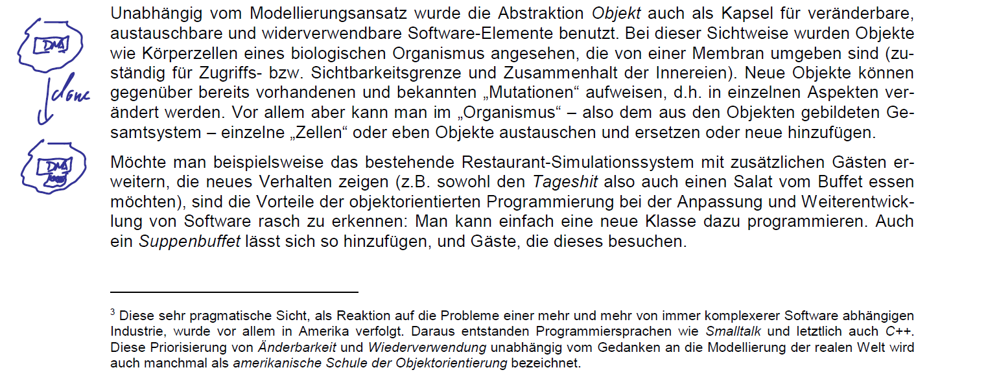 Unabhängig vom Modellierungsansatz wurde die Abstraktion Objekt auch als Kapsel für veränderbare,
austauschbare und widerverwendbare Software-Elemente benutzt. Bei dieser Sichtweise wurden Objekte
wie Körperzellen eines biologischen Organismus angesehen, die von einer Membran umgeben sind (zu-
ständig für Zugriffs- bzw. Sichtbarkeitsgrenze und Zusammenhalt der Innereien). Neue Objekte können
gegenüber bereits vorhandenen und bekannten „Mutationen“ aufweisen, d.h. in einzelnen Aspekten ver-
ändert werden. Vor allem aber kann man im „Organismus“ – also dem aus den Objekten gebildeten Ge-
samtsystem – einzelne „Zellen“ oder eben Objekte austauschen und ersetzen oder neue hinzufügen.
Möchte man beispielsweise das bestehende Restaurant-Simulationssystem mit zusätzlichen Gästen er-
weitern, die neues Verhalten zeigen (z.B. sowohl den Tageshit also auch einen Salat vom Buffet essen
möchten), sind die Vorteile der objektorientierten Programmierung bei der Anpassung und Weiterentwick-
lung von Software rasch zu erkennen: Man kann einfach eine neue Klasse dazu programmieren. Auch
ein Suppenbuffet lässt sich so hinzufügen, und Gäste, die dieses besuchen.
DNA
clone
DNA
3 Diese sehr pragmatische Sicht, als Reaktion auf die Probleme einer mehr und mehr von immer komplexerer Software abhängigen
Industrie, wurde vor allem in Amerika verfolgt. Daraus entstanden Programmiersprachen wie Smalltalk und letztlich auch C++.
Diese Priorisierung von Änderbarkeit und Wiederverwendung unabhängig vom Gedanken an die Modellierung der realen Welt wird
auch manchmal als amerikanische Schule der Objektorientierung bezeichnet.